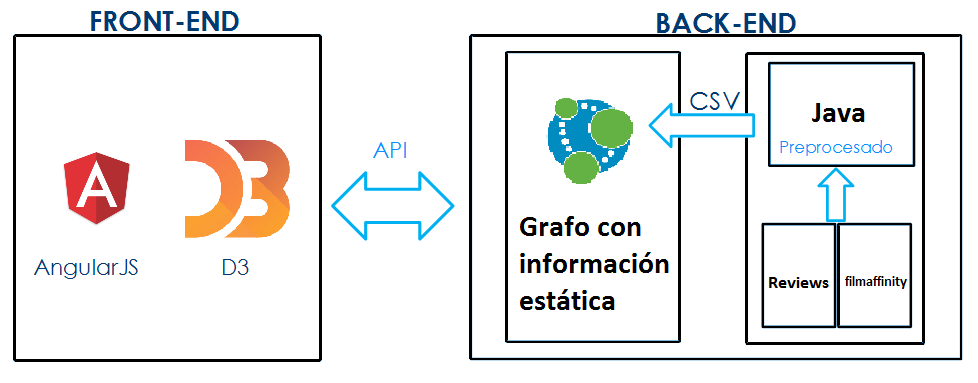 FRONT-END
BACK-END
A
D3
AngularJS
D3
API
Grafo con
información
estática
CSV
Java
Preprocesado
Reviews
filmaffinity